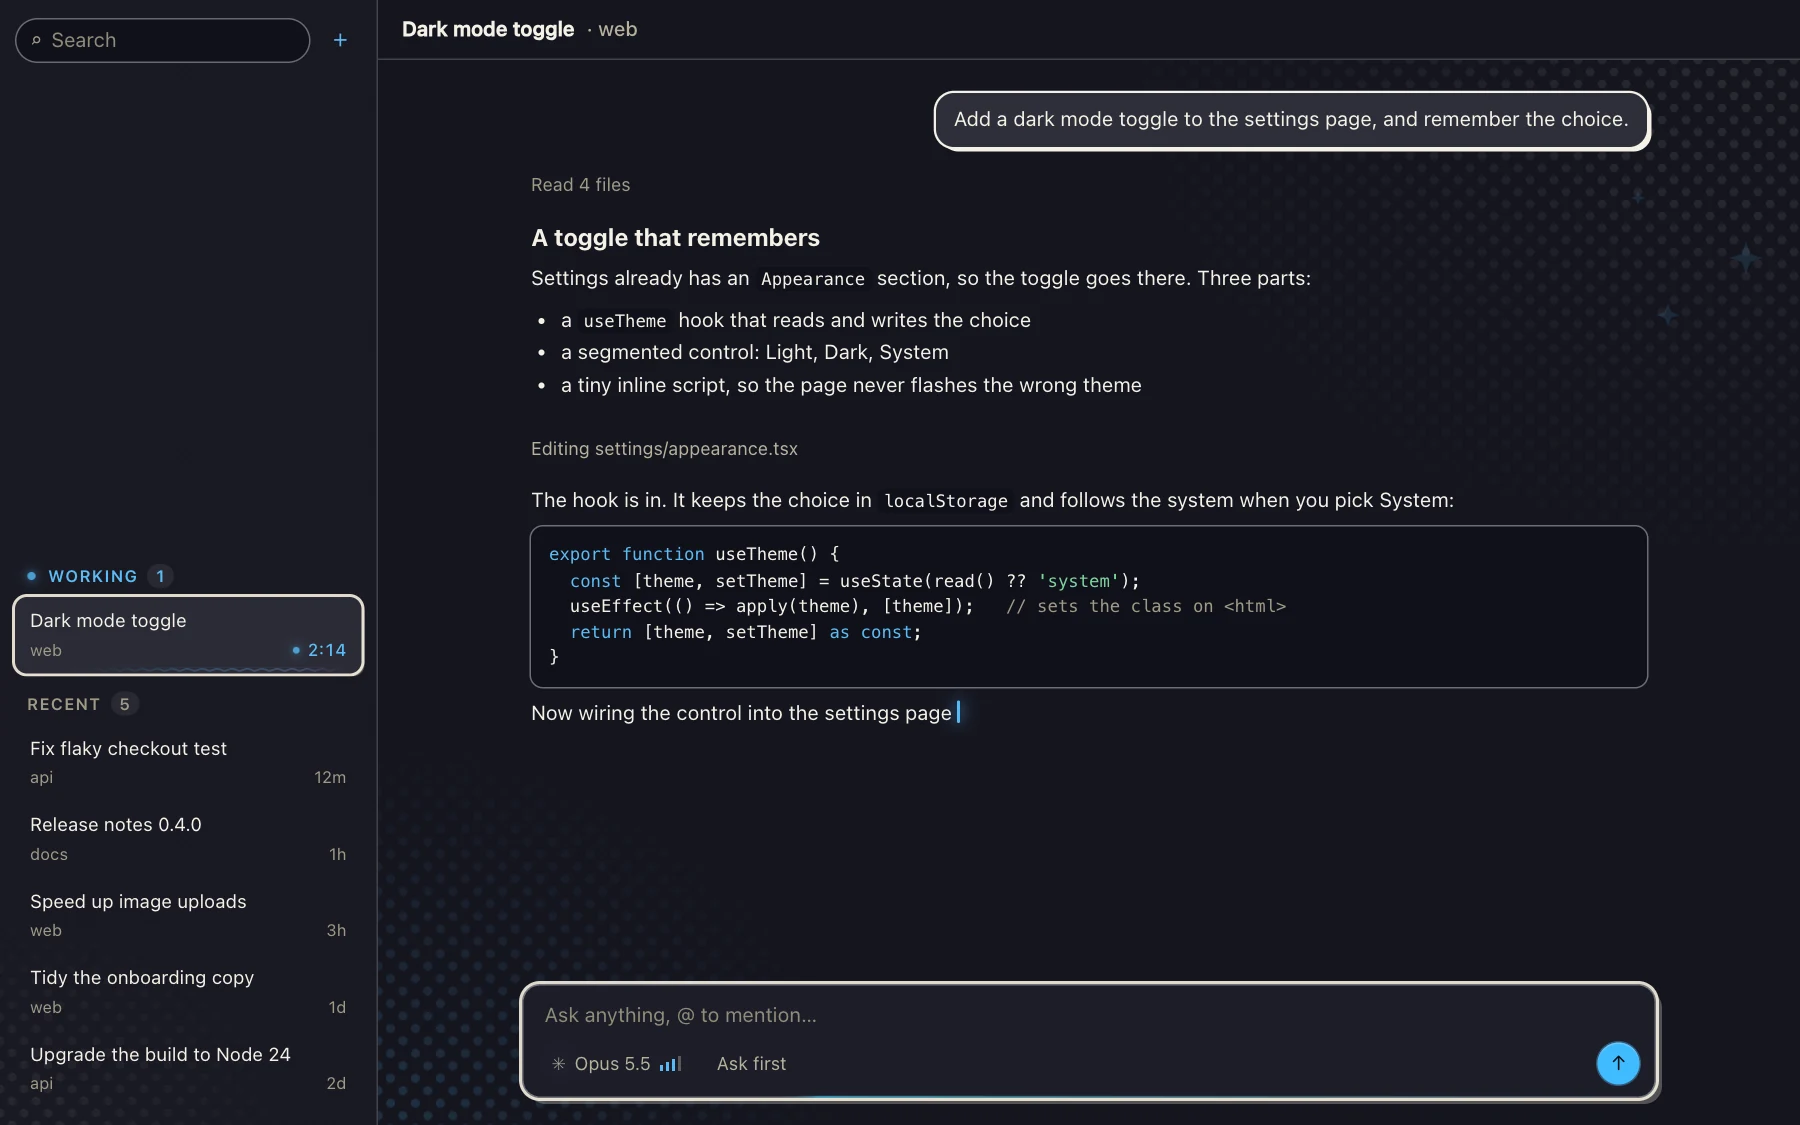 Search
+
WORKING 1
Dark mode toggle
web
2:14
RECENT 5
Fix flaky checkout test
api
12m
Release notes 0.4.0
docs
1h
Speed up image uploads
web
3h
Tidy the onboarding copy
web
1d
Upgrade the build to Node 24
api
2d
Dark mode toggle · web
Add a dark mode toggle to the settings page, and remember the choice.
Read 4 files
A toggle that remembers
Settings already has an Appearance section, so the toggle goes there. Three parts:
• a useTheme hook that reads and writes the choice
• a segmented control: Light, Dark, System
• a tiny inline script, so the page never flashes the wrong theme
Editing settings/appearance.tsx
The hook is in. It keeps the choice in localStorage and follows the system when you pick System:
export function useTheme() {
  const [theme, setTheme] = useState(read() ?? 'system');
  useEffect(() => apply(theme), [theme]);   // sets the class on <html>
  return [theme, setTheme] as const;
}
Now wiring the control into the settings page
Ask anything, @ to mention...
Opus 5.5
Ask first